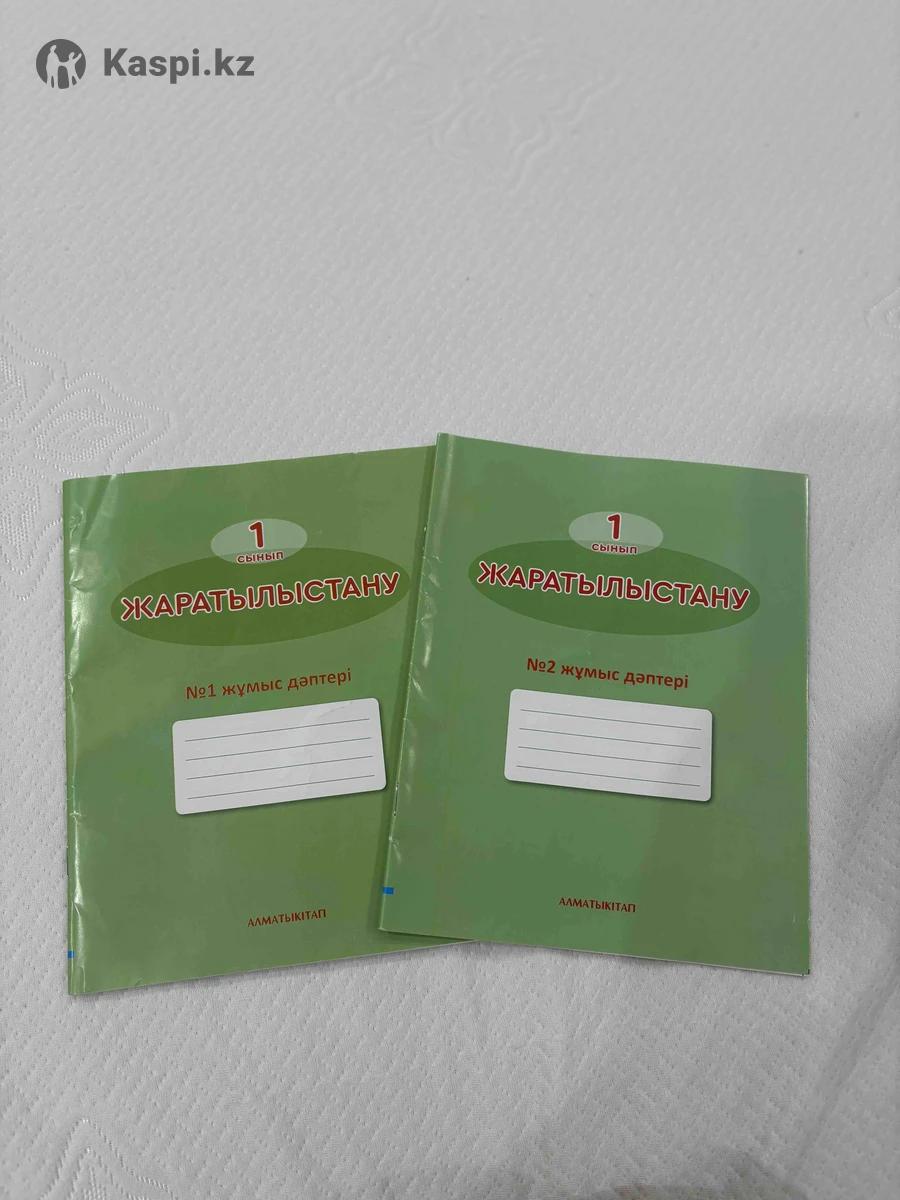 Kaspi.kz
1
сынып
ЖАРАТЫЛЫСТАНУ
№1 жұмыс дәптері
АЛМАТЫКІТАП
1
сынып
ЖАРАТЫЛЫСТАНУ
№2 жұмыс дәптері
АЛМАТЫКІТАП